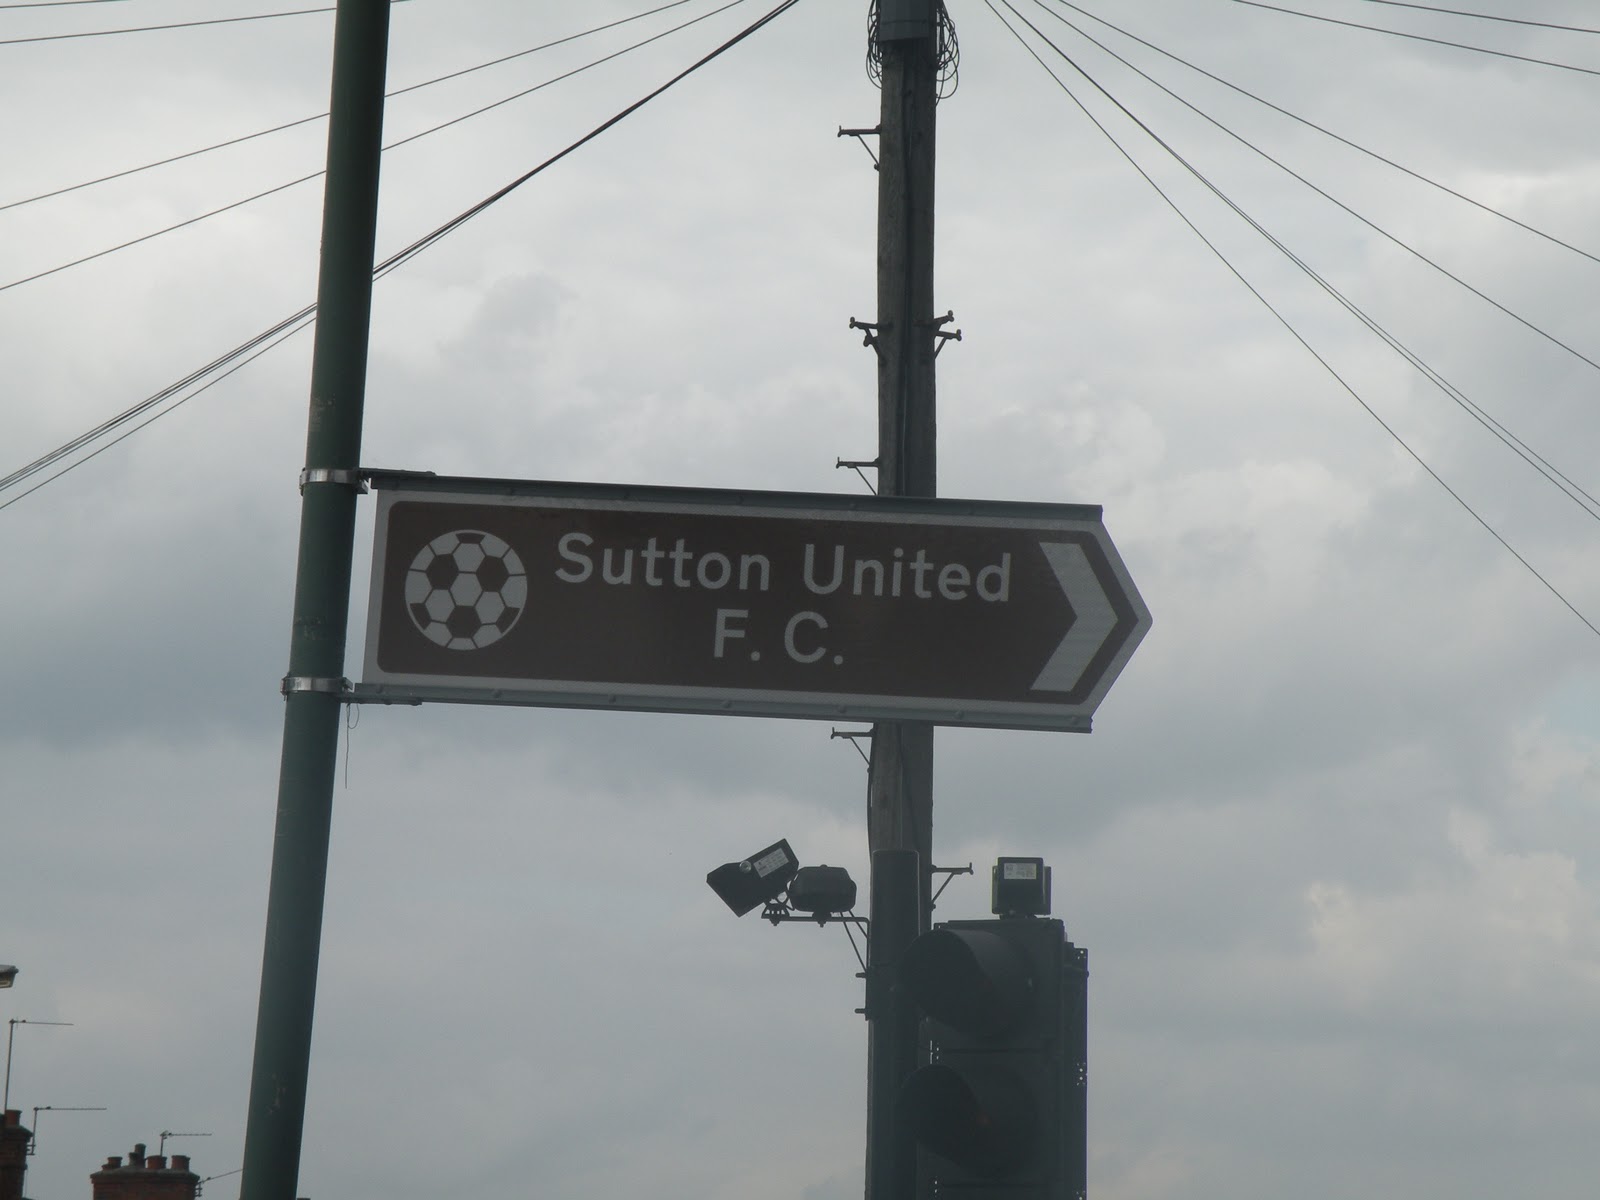 Sutton United
F. C.